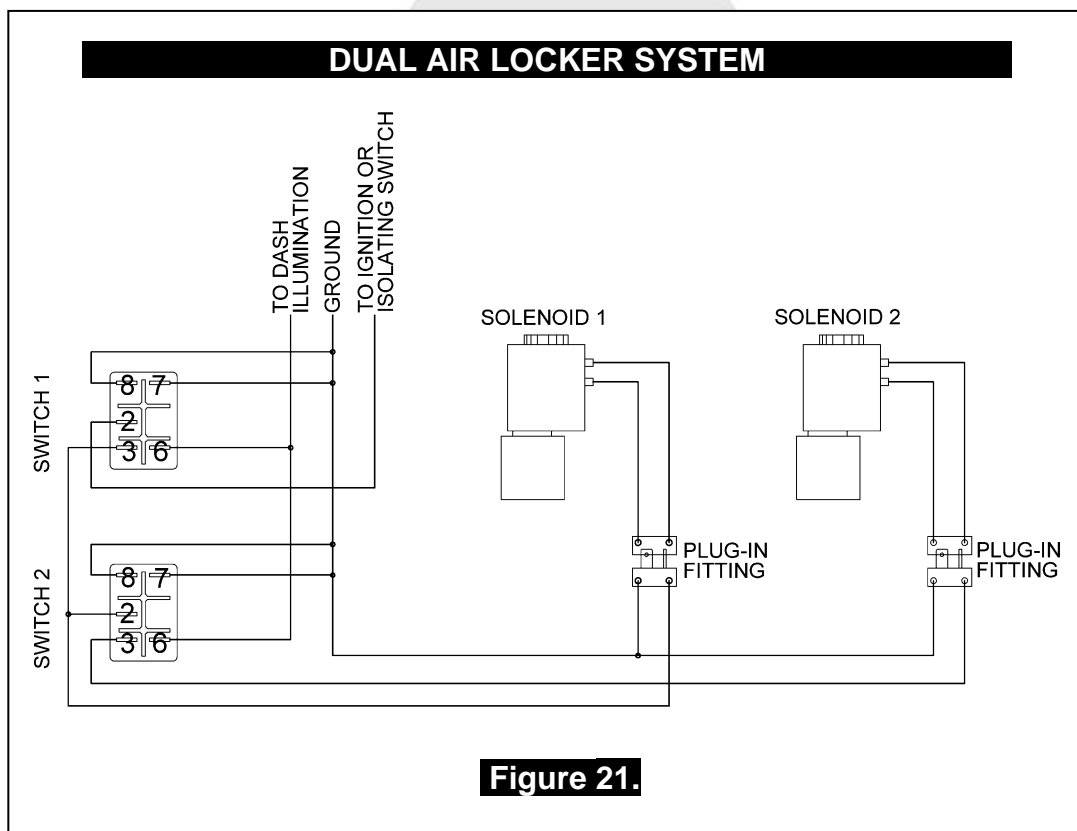 DUAL AIR LOCKER SYSTEM
TO DASH
ILLUMINATION
GROUND
TO IGNITION OR
ISOLATING SWITCH
SOLENOID 1
SOLENOID 2
SWITCH 1
8 7
2
3 6
PLUG-IN
FITTING
PLUG-IN
FITTING
SWITCH 2
8 7
2
3 6
Figure 21.